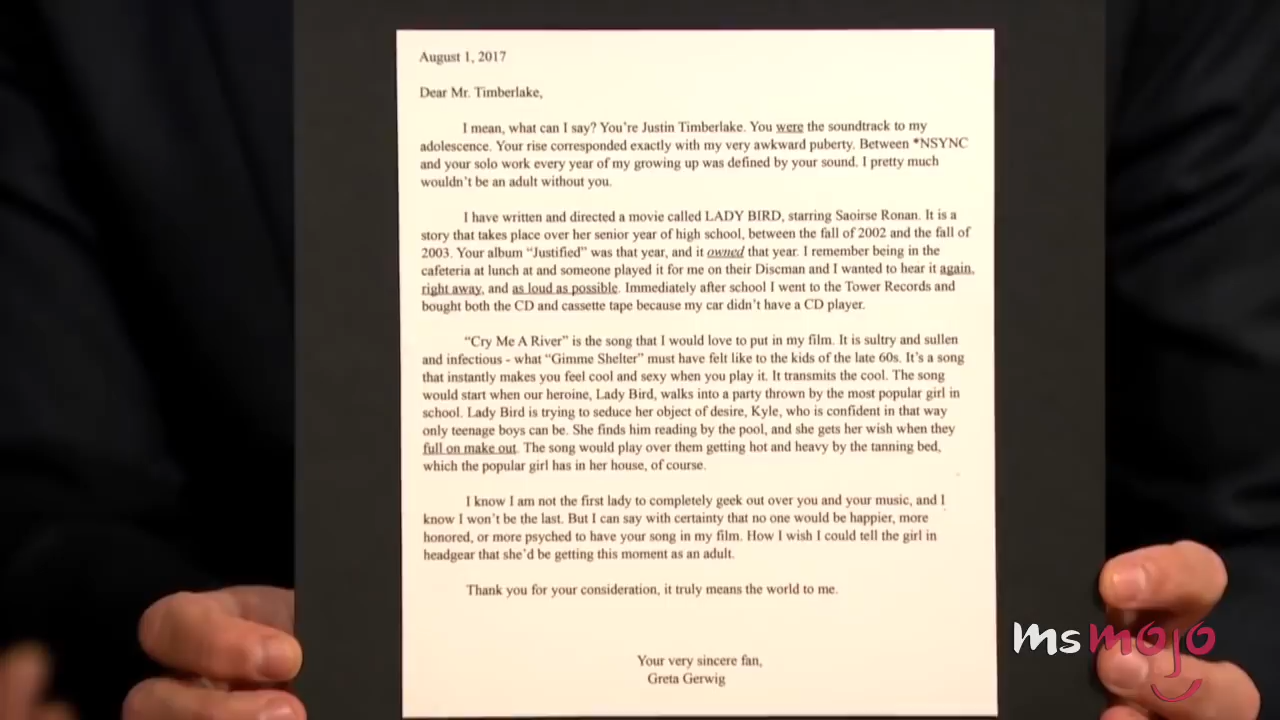 August 1, 2017
Dear Mr. Timberlake,
I mean, what can I say? You're Justin Timberlake. You were the soundtrack to my
adolescence. Your rise corresponded exactly with my very awkward puberty. Between *NSYNC
and your solo work every year of my growing up was defined by your sound. I pretty much
wouldn't be an adult without you.
I have written and directed a movie called LADY BIRD, starring Saoirse Ronan. It is a
story that takes place over her senior year of high school, between the fall of 2002 and the fall of
2003. Your album "Justified" was that year, and it owned that year. I remember being in the
cafeteria at lunch at and someone played it for me on their Discman and I wanted to hear it again,
right away, and as loud as possible. Immediately after school I went to the Tower Records and
bought both the CD and cassette tape because my car didn't have a CD player.
"Cry Me A River" is the song that I would love to put in my film. It is sultry and sullen
and infectious - what "Gimme Shelter" must have felt like to the kids of the late 60s. It's a song
that instantly makes you feel cool and sexy when you play it. It transmits the cool. The song
would start when our heroine, Lady Bird, walks into a party thrown by the most popular girl in
school. Lady Bird is trying to seduce her object of desire, Kyle, who is confident in that way
only teenage boys can be. She finds him reading by the pool, and she gets her wish when they
full on make out. The song would play over them getting hot and heavy by the tanning bed,
which the popular girl has in her house, of course.
I know I am not the first lady to completely geek out over you and your music, and I
know I won't be the last. But I can say with certainty that no one would be happier, more
honored, or more psyched to have your song in my film. How I wish I could tell the girl in
headgear that she'd be getting this moment as an adult.
Thank you for your consideration, it truly means the world to me.
Your very sincere fan,
Greta Gerwig
msmojo